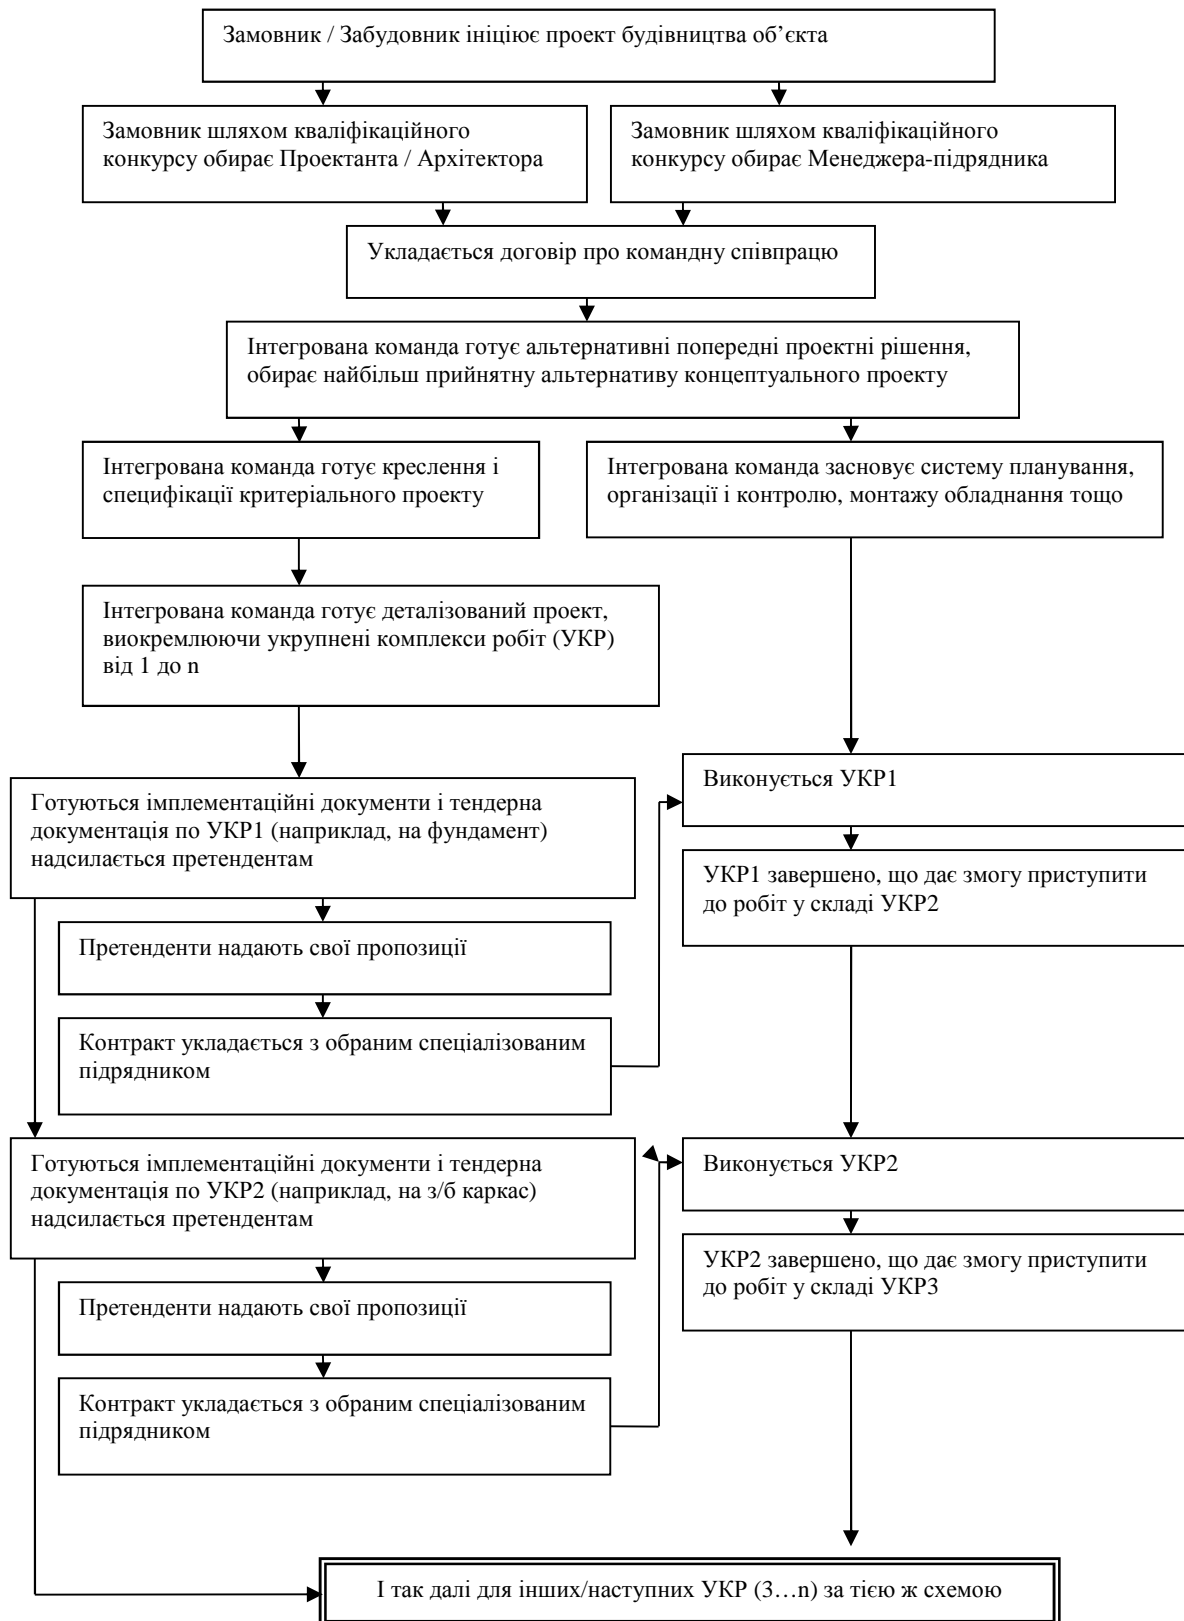 Замовник / Забудовник ініціює проект будівництва об’єкта
Замовник шляхом кваліфікаційного
конкурсу обирає Проектанта / Архітектора
Замовник шляхом кваліфікаційного
конкурсу обирає Менеджера-підрядника
Укладається договір про командну співпрацю
Інтегрована команда готує альтернативні попередні проектні рішення,
обирає найбільш прийнятну альтернативу концептуального проекту
Інтегрована команда готує креслення і
специфікації критеріального проекту
Інтегрована команда засновує систему планування,
організації і контролю, монтажу обладнання тощо
Інтегрована команда готує деталізований проект,
виокремлюючи укрупнені комплекси робіт (УКР)
від 1 до n
Готуються імплементаційні документи і тендерна
документація по УКР1 (наприклад, на фундамент)
надсилається претендентам
Виконується УКР1
УКР1 завершено, що дає змогу приступити
до робіт у складі УКР2
Претенденти надають свої пропозиції
Контракт укладається з обраним спеціалізованим
підрядником
Готуються імплементаційні документи і тендерна
документація по УКР2 (наприклад, на з/б каркас)
надсилається претендентам
Виконується УКР2
УКР2 завершено, що дає змогу приступити
до робіт у складі УКР3
Претенденти надають свої пропозиції
Контракт укладається з обраним спеціалізованим
підрядником
І так далі для інших/наступних УКР (3…n) за тією ж схемою